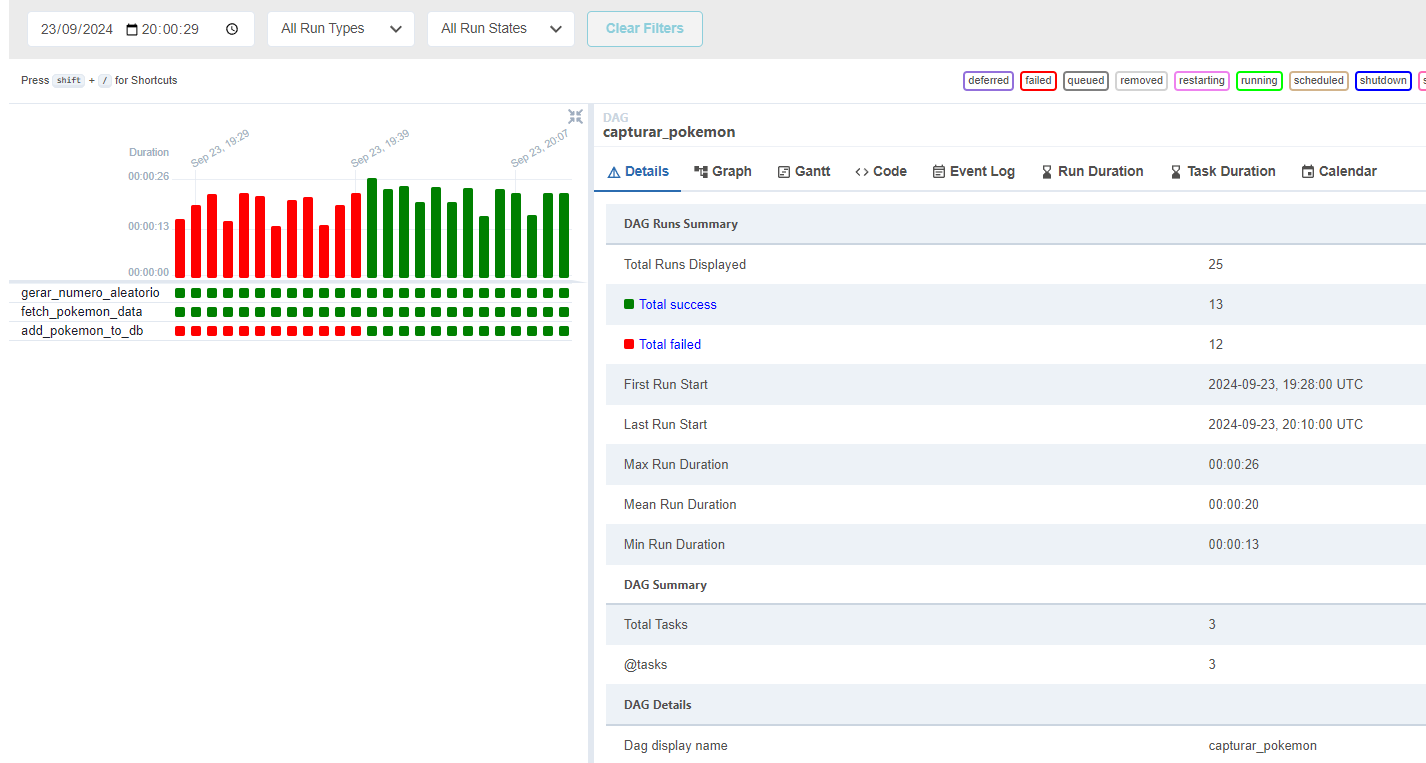 23/09/2024 20:00:29 All Run Types All Run States Clear Filters
Press shift + / for Shortcuts
deferred failed queued removed restarting running scheduled shutdown
Sep 23, 19:29 Sep 23, 19:39 Sep 23, 20:07
Duration
00:00:26
00:00:13
00:00:00
gerar_numero_aleatorio
fetch_pokemon_data
add_pokemon_to_db
DAG
capturar_pokemon
Details Graph Gantt <> Code Event Log Run Duration Task Duration Calendar
DAG Runs Summary
Total Runs Displayed 25
Total success 13
Total failed 12
First Run Start 2024-09-23, 19:28:00 UTC
Last Run Start 2024-09-23, 20:10:00 UTC
Max Run Duration 00:00:26
Mean Run Duration 00:00:20
Min Run Duration 00:00:13
DAG Summary
Total Tasks 3
@tasks 3
DAG Details
Dag display name capturar_pokemon